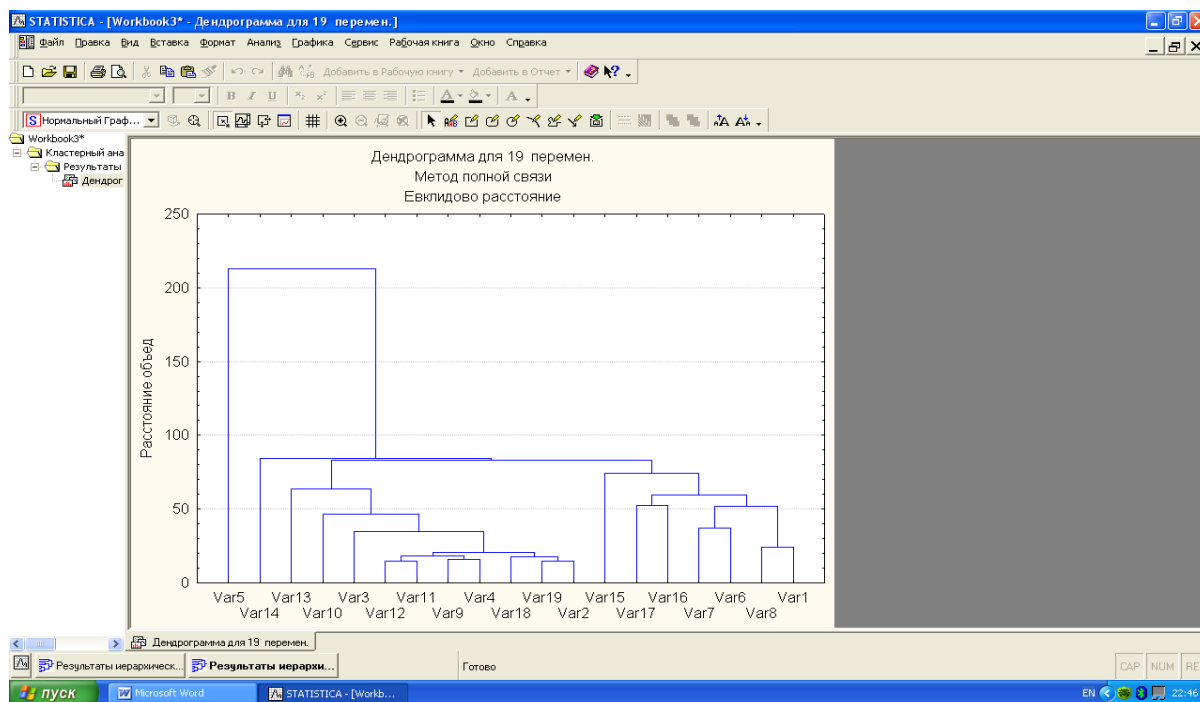 STATISTICA - [Workbook3* - Дендрограмма для 19 перемен.]
Файл Правка Вид Вставка Формат Анализ Графика Сервис Рабочая книга Окно Справка
Добавить в Рабочую книгу Добавить в Отчет
Нормальный Граф...
Workbook3*
Кластерный ана
Результаты
Дендрог
Дендрограмма для 19 перемен.
Метод полной связи
Евклидово расстояние
Расстояние объед
250
200
150
100
50
0
Var5 Var13 Var3 Var11 Var4 Var19 Var15 Var16 Var6 Var1
Var14 Var10 Var12 Var9 Var18 Var2 Var17 Var7 Var8
Дендрограмма для 19 перемен.
Результаты иерархическ... Результаты иерархи... Готово CAP NUM RE
пуск Microsoft Word STATISTICA - [Workb... EN 22:46